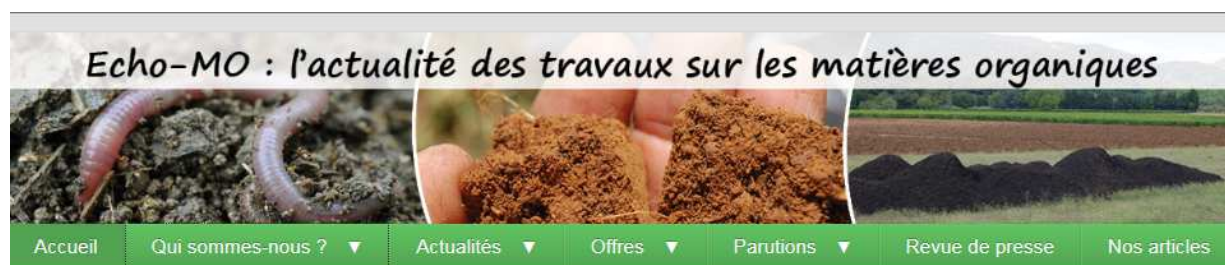 Echo-MO : l'actualité des travaux sur les matières organiques
Accueil Qui sommes-nous ? ▼ Actualités ▼ Offres ▼ Parutions ▼ Revue de presse Nos articles